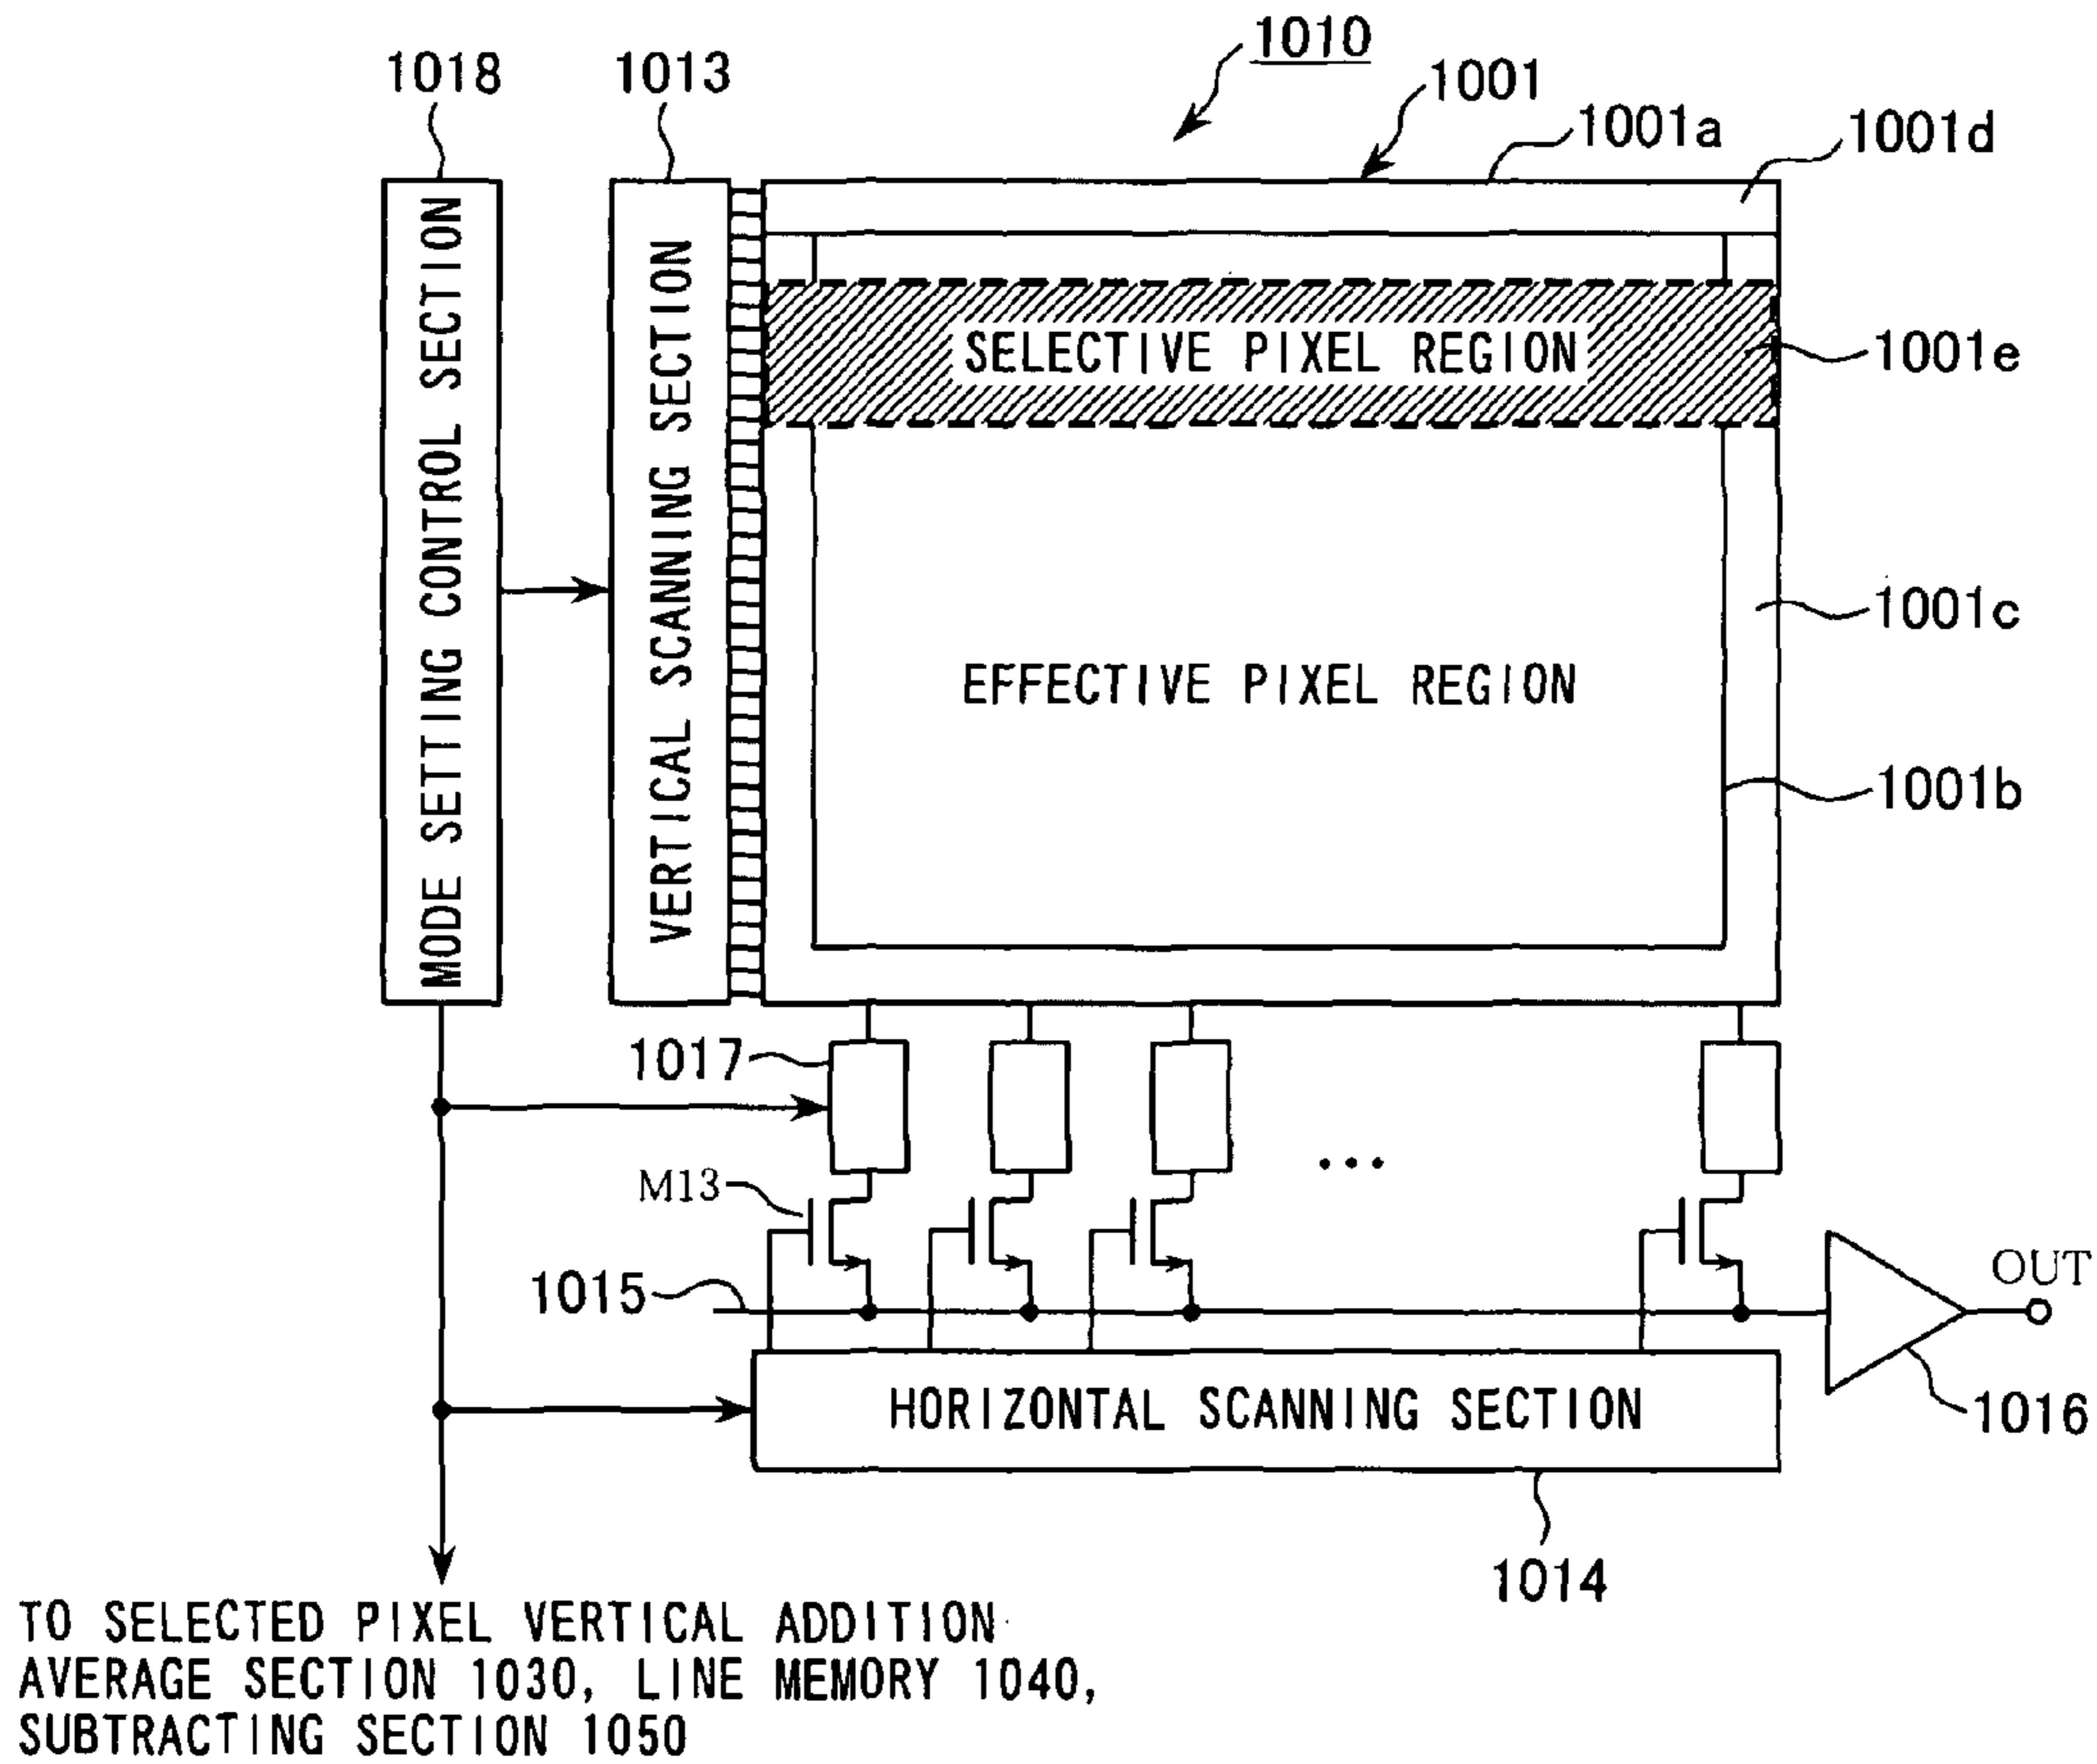 1010
1018
1013
1001
1001a
1001d
MODE SETTING CONTROL SECTION
VERTICAL SCANNING SECTION
SELECTIVE PIXEL REGION
1001e
1001c
EFFECTIVE PIXEL REGION
1001b
1017
M13
...
1015
OUT
HORIZONTAL SCANNING SECTION
1016
1014
TO SELECTED PIXEL VERTICAL ADDITION
AVERAGE SECTION 1030, LINE MEMORY 1040,
SUBTRACTING SECTION 1050